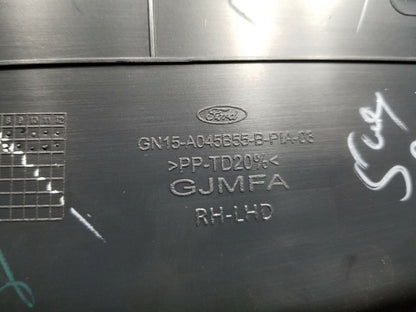 Ford
GN15-A045B55-B-PIA-03
>PP-TD20%<
GJMFA
RH-LHD